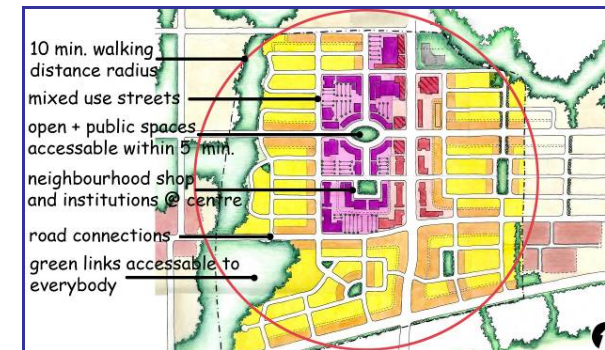 10 min. walking
distance radius
mixed use streets
open + public spaces
accessable within 5 min.
neighbourhood shop
and institutions @ centre
road connections
green links accessable to
everybody